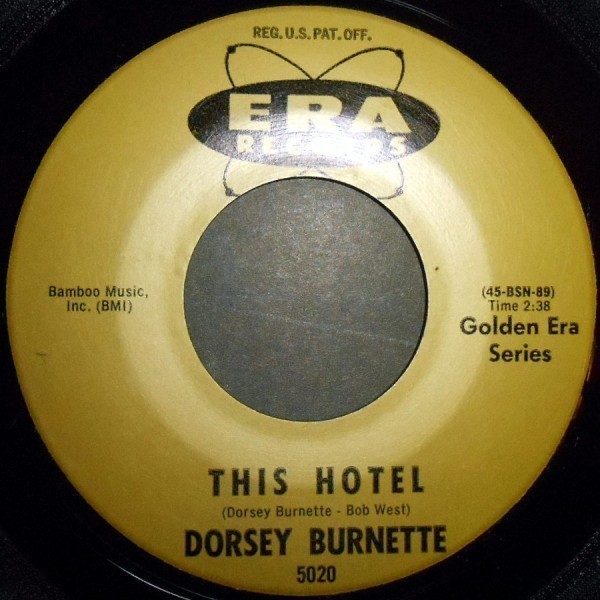 REG. U.S. PAT. OFF.
ERA
RECORDS
Bamboo Music,
Inc. (BMI)
(45-BSN-89)
Time 2:38
Golden Era
Series
THIS HOTEL
(Dorsey Burnette - Bob West)
DORSEY BURNETTE
5020